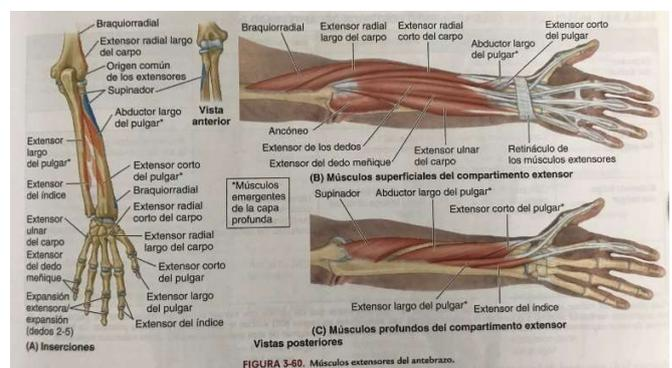 Braquiorradial
Extensor radial largo
del carpo
Origen común
de los extensores
Supinador
Abductor largo
del pulgar*
Vista
anterior
Extensor
largo
del pulgar*
Extensor
del índice
Extensor corto
del pulgar*
Braquiorradial
Extensor radial
corto del carpo
Extensor
ulnar
del carpo
Extensor
del dedo
meñique
Extensor radial
largo del carpo
Extensor corto
del pulgar
Extensor largo
del pulgar
Expansión
extensora/
expansión
(dedos 2-5)
Extensor del índice
(A) Inserciones
*Músculos
emergentes
de la capa
profunda
Braquiorradial
Extensor radial
largo del carpo
Extensor radial
corto del carpo
Abductor largo
del pulgar*
Extensor corto
del pulgar
Ancóneo
Extensor de los dedos
Extensor del dedo meñique
Extensor ulnar
del carpo
Retináculo de
los músculos extensores
(B) Músculos superficiales del compartimento extensor
Supinador
Abductor largo del pulgar*
Extensor corto del pulgar*
Extensor largo del pulgar*
Extensor del índice
(C) Músculos profundos del compartimento extensor
Vistas posteriores
FIGURA 3-60. Músculos extensores del antebrazo.